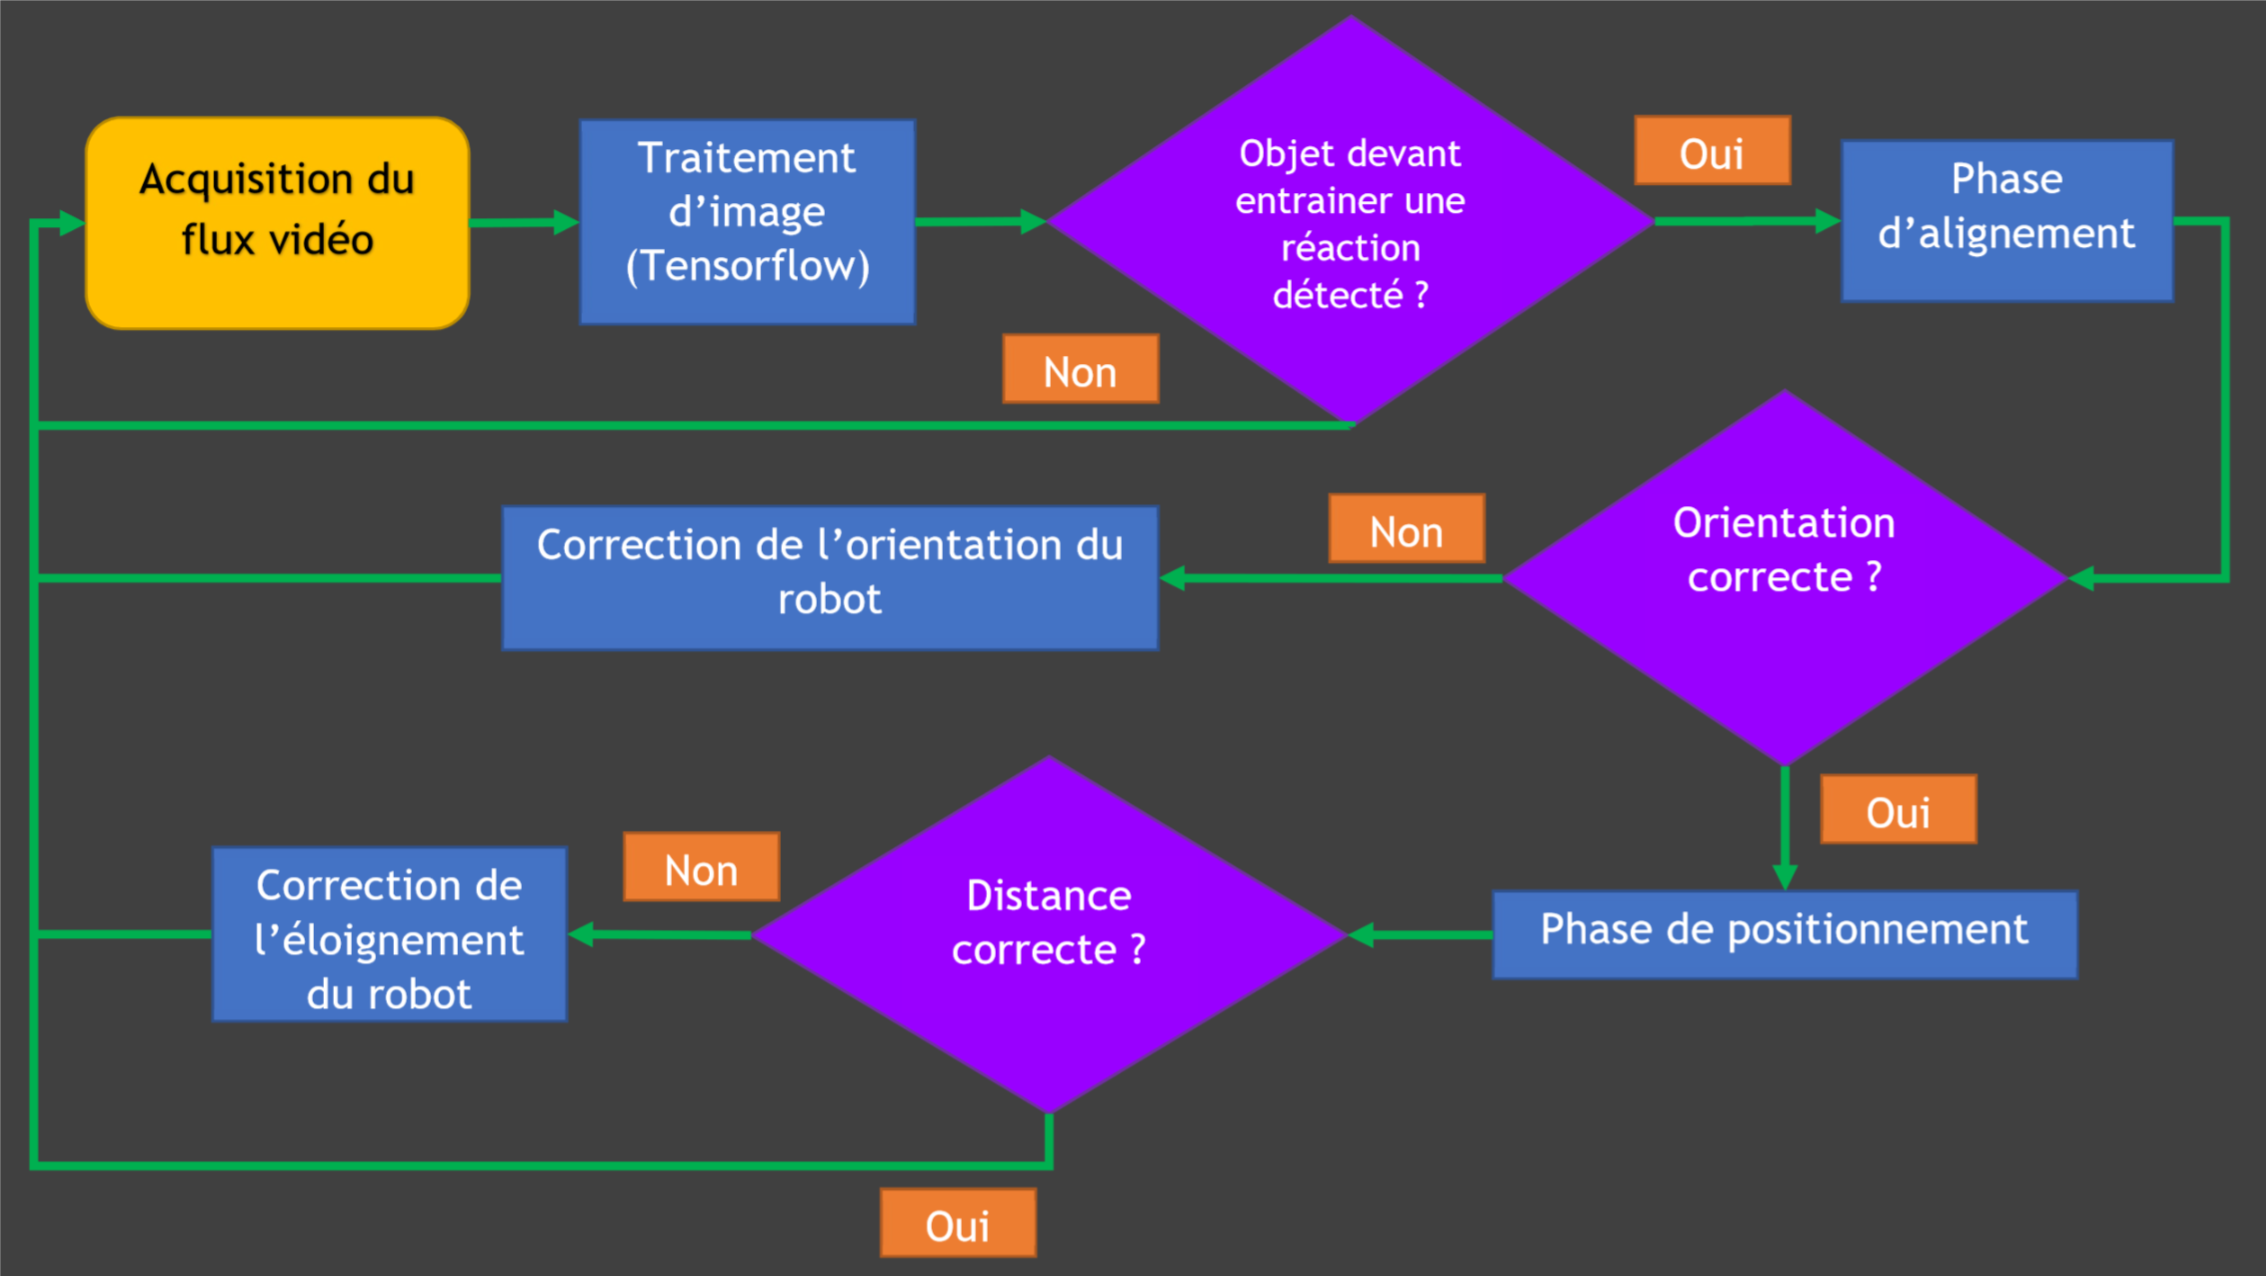 Acquisition du
flux vidéo
Traitement
d’image
(Tensorflow)
Objet devant
entrainer une
réaction
détecté ?
Oui
Phase
d’alignement
Non
Orientation
correcte ?
Non
Correction de l’orientation du
robot
Oui
Phase de positionnement
Distance
correcte ?
Non
Correction de
l’éloignement
du robot
Oui